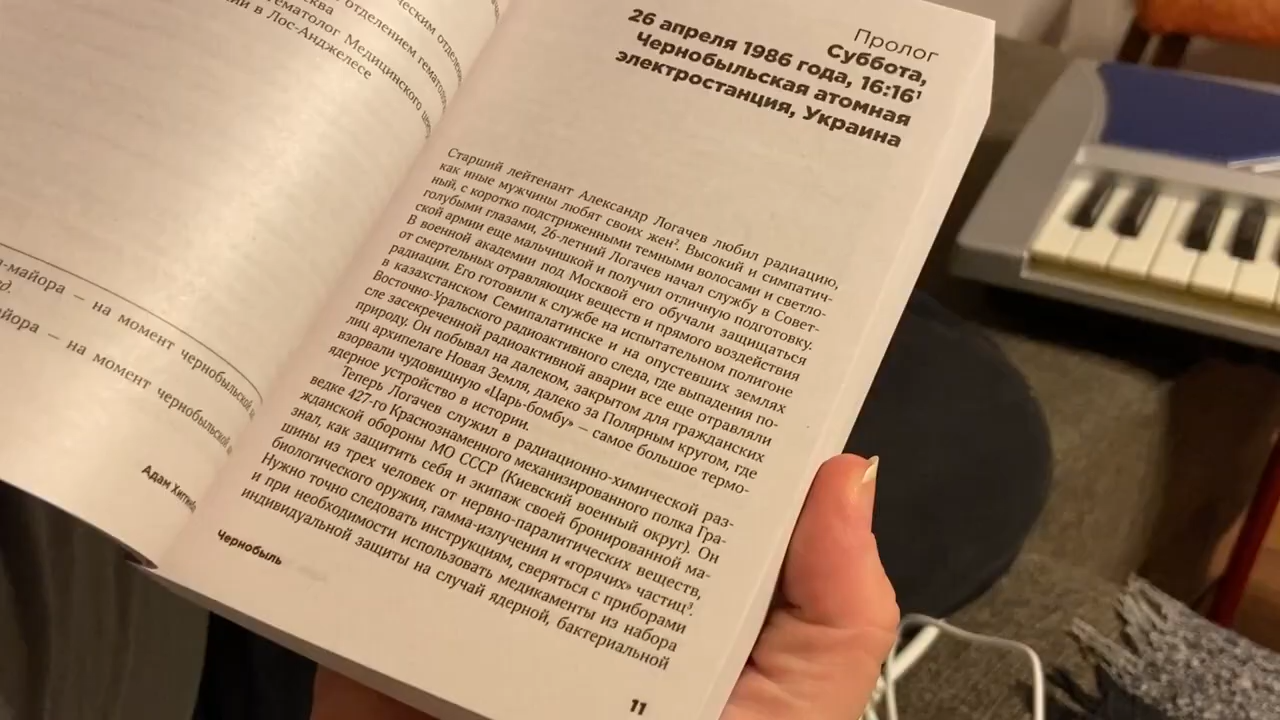 ческим отделе
отделением гематоло
гематолог Медицинского це
ии в Лос-Анджелесе
-майора — на момент чернобыльской
йора — на момент чернобыльской
Адам
Пролог
Суббота,
26 апреля 1986 года, 16:16¹
Чернобыльская атомная
электростанция, Украина
Старший лейтенант Александр Логачев любил радиацию,
как иные мужчины любят своих жен². Высокий и симпатич-
ный, с коротко подстриженными темными волосами и светло-
голубыми глазами, 26-летний Логачев начал службу в Совет-
ской армии еще мальчишкой и получил отличную подготовку.
В военной академии под Москвой его обучали защищаться
от смертельных отравляющих веществ и прямого воздействия
радиации. Его готовили к службе на испытательном полигоне
в казахстанском Семипалатинске и на опустевших землях
Восточно-Уральского радиоактивного следа, где выпадения по-
сле засекреченной радиоактивной аварии все еще отравляли
природу. Он побывал на далеком, закрытом для гражданских
лиц архипелаге Новая Земля, далеко за Полярным кругом, где
взорвали чудовищную «Царь-бомбу» — самое большое термо-
ядерное устройство в истории.
Теперь Логачев служил в радиационно-химической раз-
ведке 427-го Краснознаменного механизированного полка Гра-
жданской обороны МО СССР (Киевский военный округ). Он
знал, как защитить себя и экипаж своей бронированной ма-
шины из трех человек от нервно-паралитических веществ,
биологического оружия, гамма-излучения и «горячих» частиц³.
Нужно точно следовать инструкциям, сверяться с приборами
и при необходимости использовать медикаменты из набора
индивидуальной защиты на случай ядерной, бактериальной
Чернобыль
11